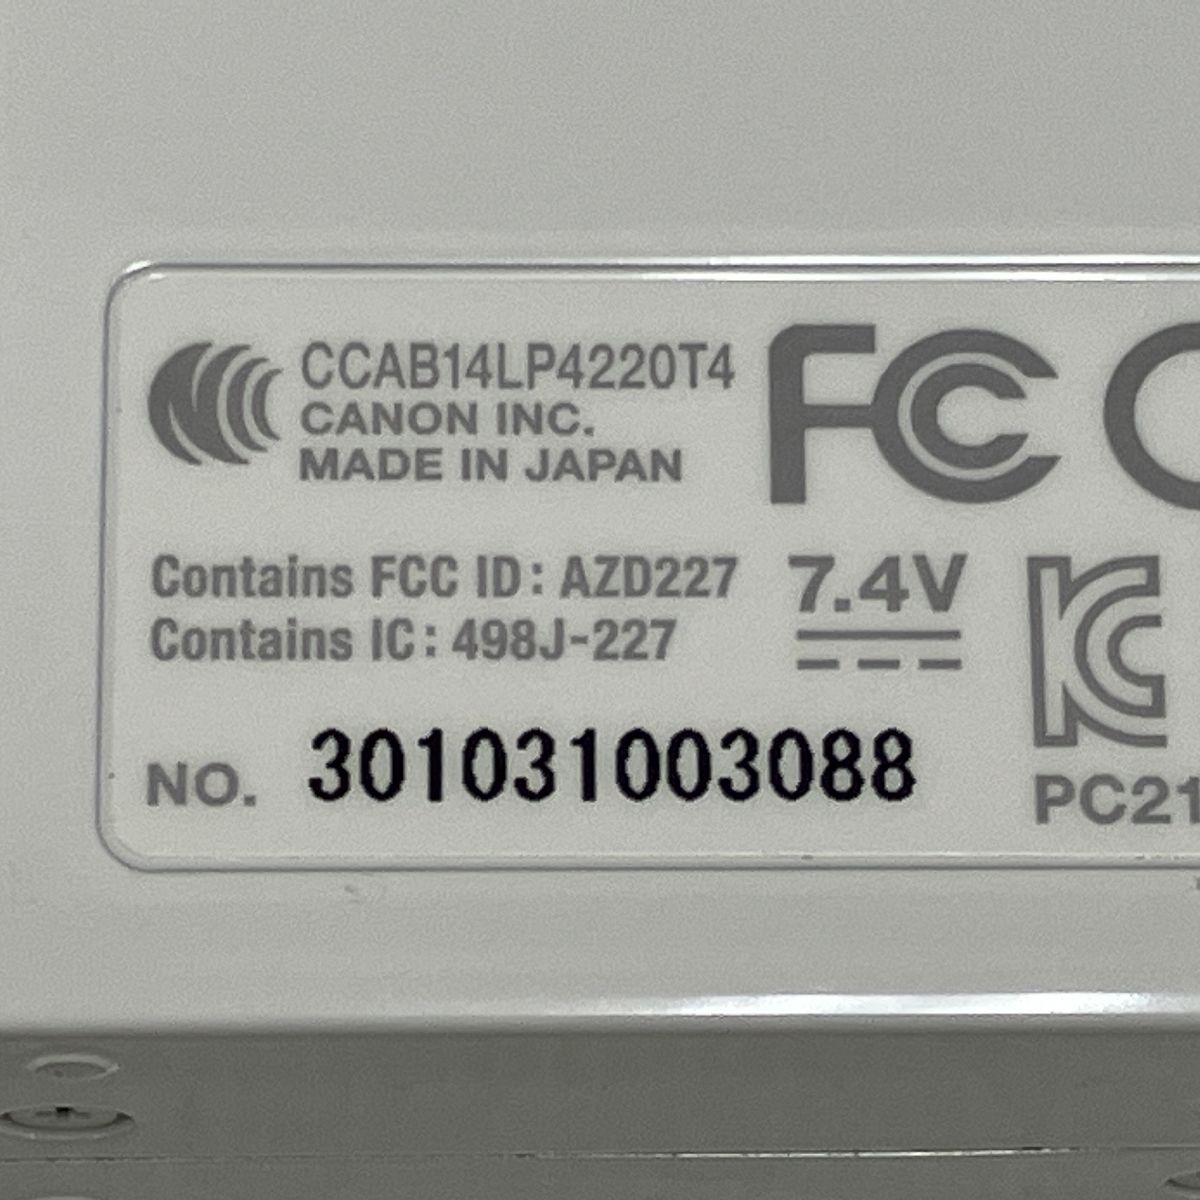 CCAB14LP4220T4
CANON INC.
MADE IN JAPAN
FC
Contains FCC ID: AZD227
Contains IC: 498J-227
7.4V
NO. 301031003088
PC21